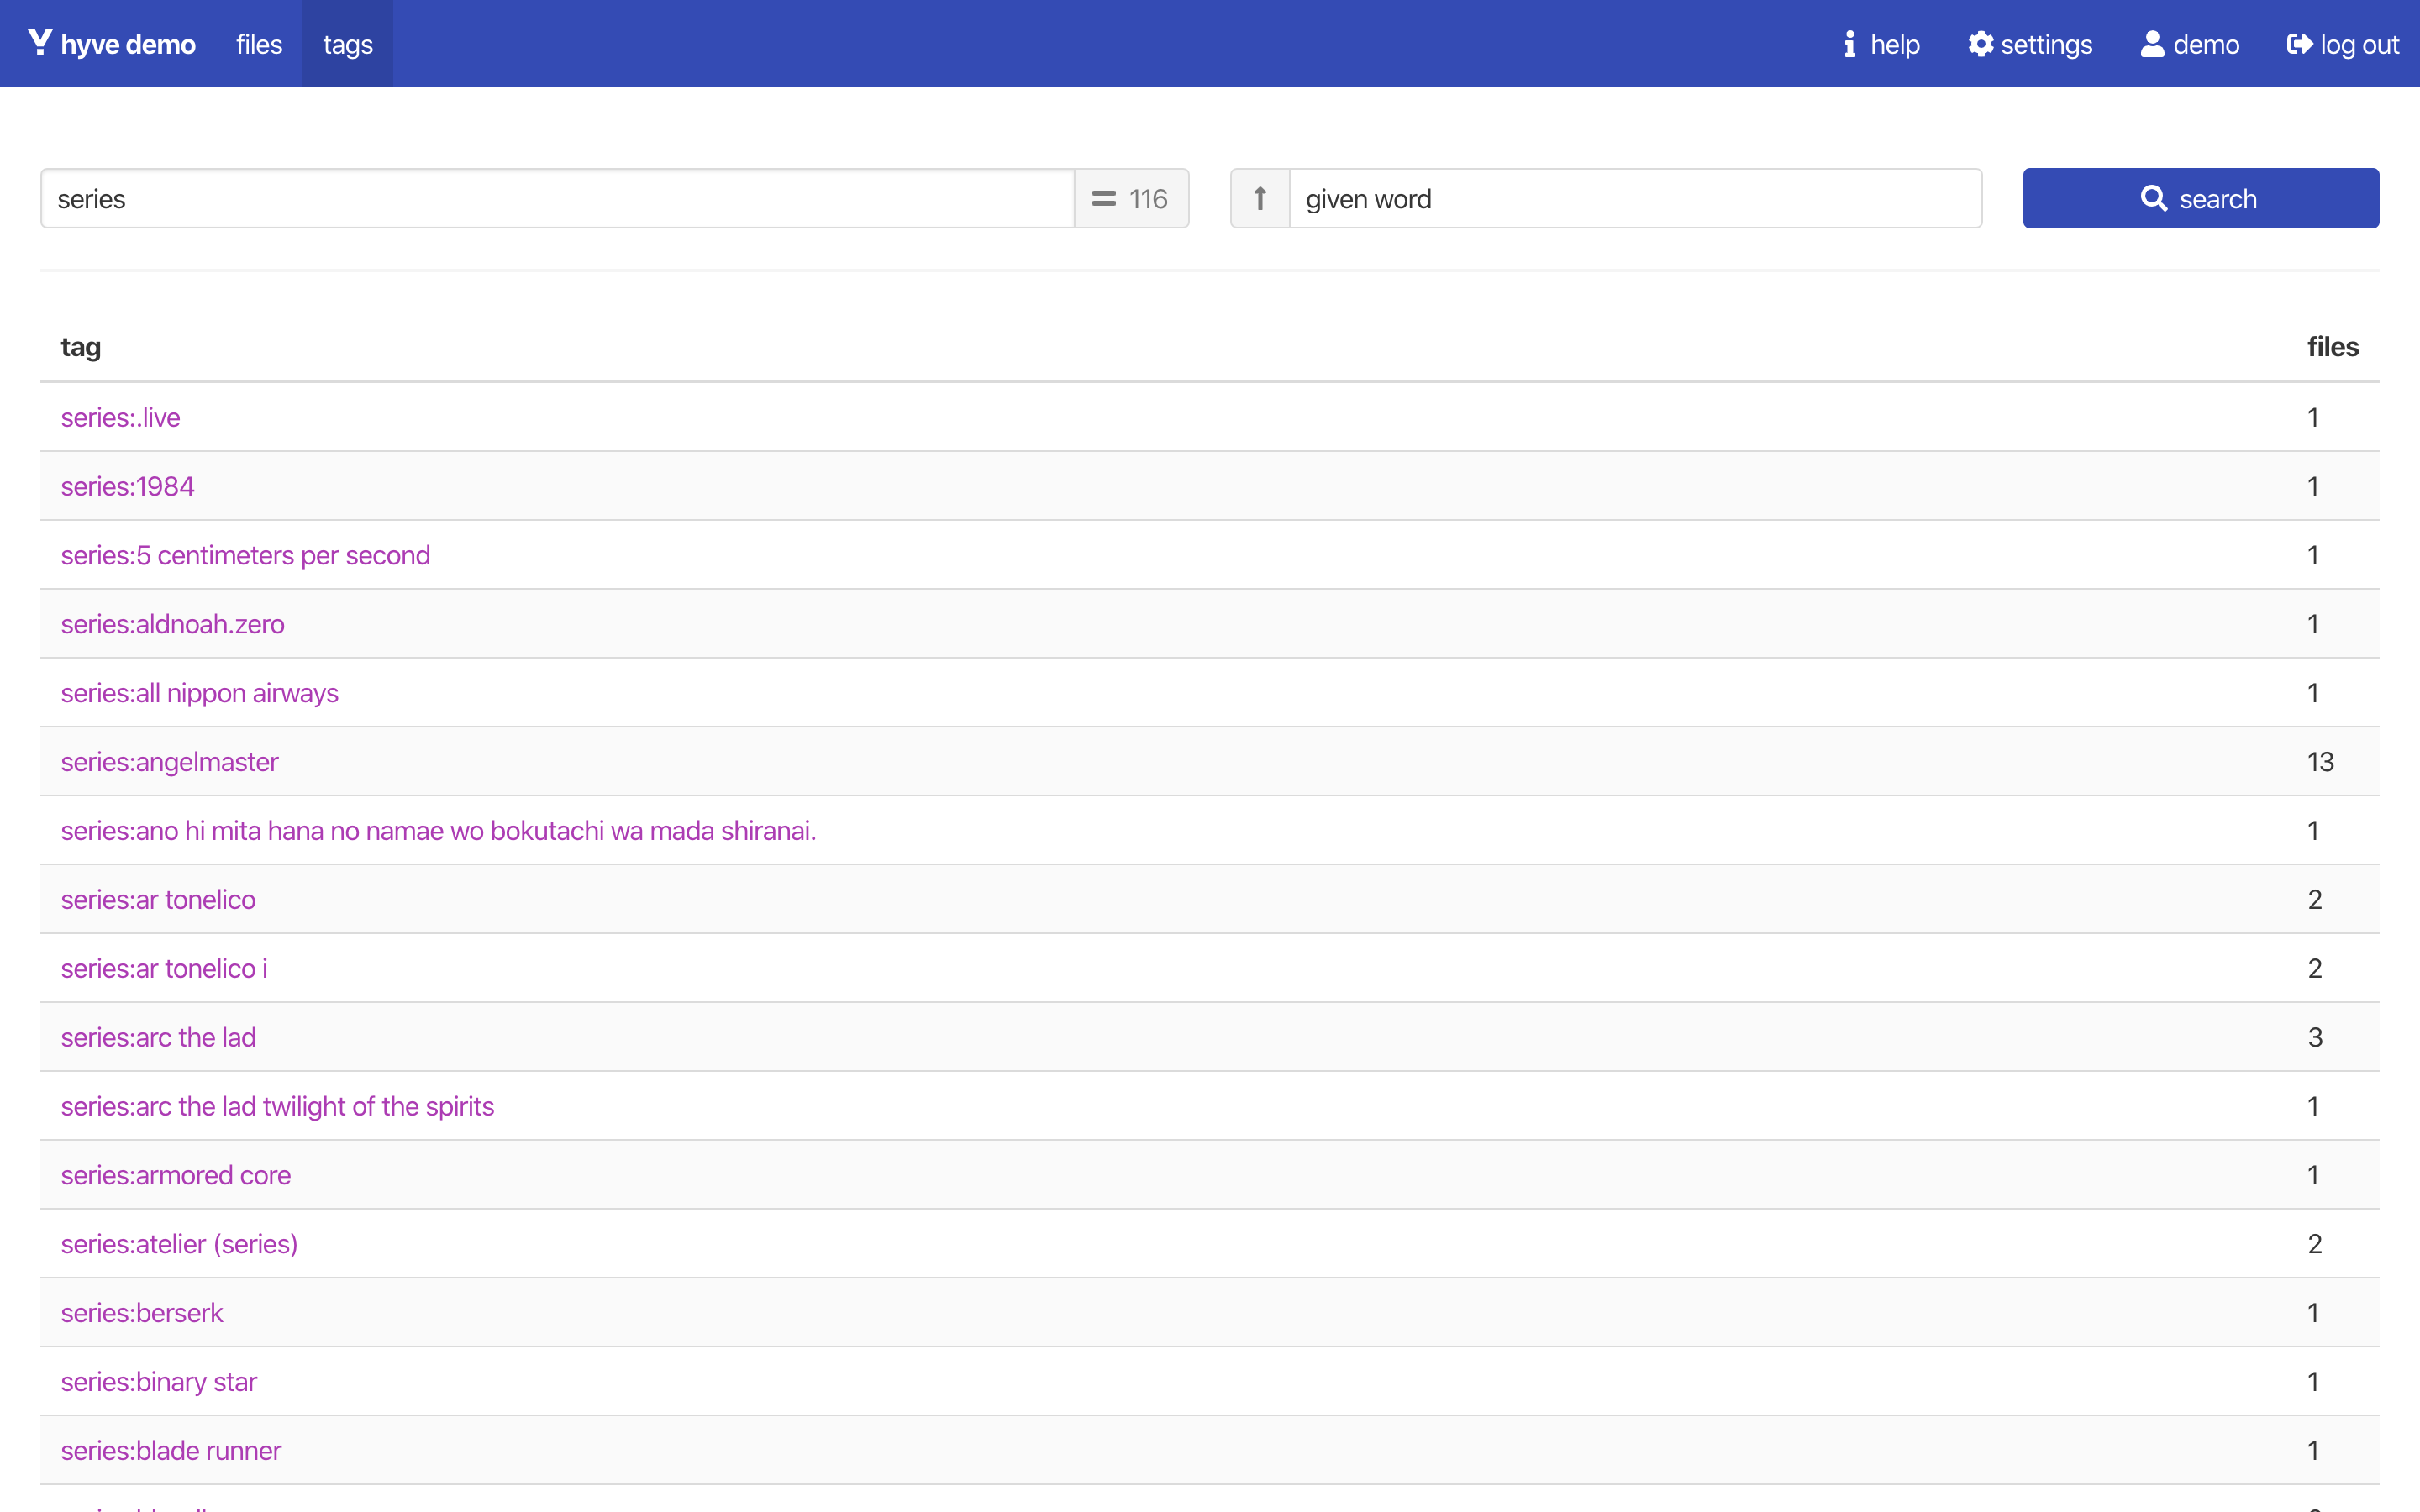 hyve demo files tags help settings demo log out
series = 116 given word search
tag files
series:.live 1
series:1984 1
series:5 centimeters per second 1
series:aldnoah.zero 1
series:all nippon airways 1
series:angelmaster 13
series:ano hi mita hana no namae wo bokutachi wa mada shiranai. 1
series:ar tonelico 2
series:ar tonelico i 2
series:arc the lad 3
series:arc the lad twilight of the spirits 1
series:armored core 1
series:atelier (series) 2
series:berserk 1
series:binary star 1
series:blade runner 1